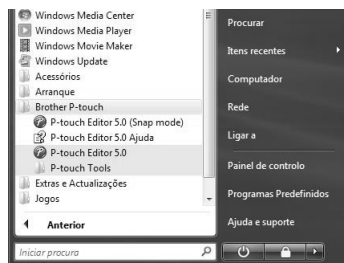 Windows Media Center
Windows Media Player
Windows Movie Maker
Windows Update
Acessórios
Arranque
Brother P-touch
P-touch Editor 5.0 (Snap mode)
P-touch Editor 5.0 Ajuda
P-touch Editor 5.0
P-touch Tools
Extras e Actualizações
Jogos
Anterior
Iniciar procura
Procurar
Itens recentes
Computador
Rede
Ligar a
Painel de controlo
Programas Predefinidos
Ajuda e suporte